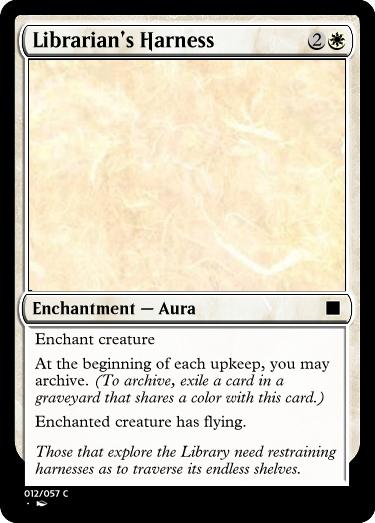 Librarian's Harness 2
Enchantment — Aura
Enchant creature
At the beginning of each upkeep, you may
archive. (To archive, exile a card in a
graveyard that shares a color with this card.)
Enchanted creature has flying.
Those that explore the Library need restraining
harnesses as to traverse its endless shelves.
012/057 C